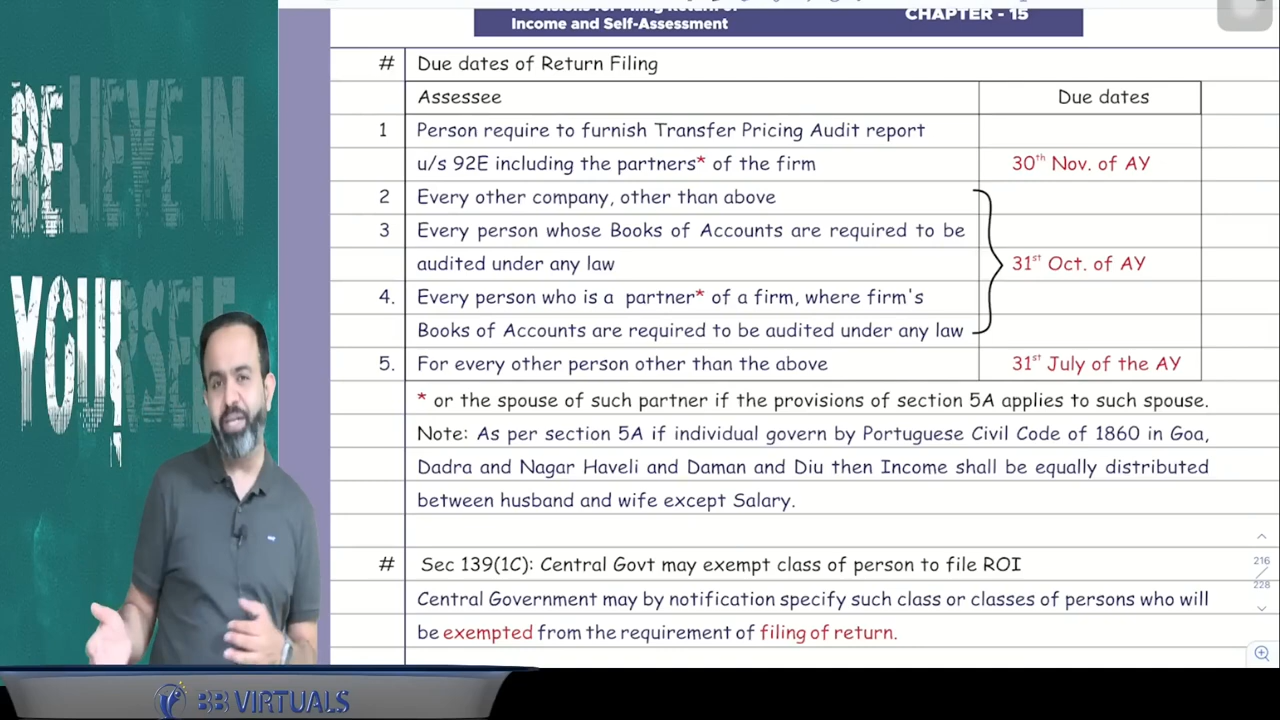 BELIEVE IN
YOURSELF
Provisions for Filing Return of
Income and Self-Assessment
CHAPTER - 15
# Due dates of Return Filing
Assessee Due dates
1 Person require to furnish Transfer Pricing Audit report
u/s 92E including the partners* of the firm 30th Nov. of AY
2 Every other company, other than above
3 Every person whose Books of Accounts are required to be
audited under any law 31st Oct. of AY
4. Every person who is a partner* of a firm, where firm's
Books of Accounts are required to be audited under any law
5. For every other person other than the above 31st July of the AY
* or the spouse of such partner if the provisions of section 5A applies to such spouse.
Note: As per section 5A if individual govern by Portuguese Civil Code of 1860 in Goa,
Dadra and Nagar Haveli and Daman and Diu then Income shall be equally distributed
between husband and wife except Salary.
# Sec 139(1C): Central Govt may exempt class of person to file ROI
Central Government may by notification specify such class or classes of persons who will
be exempted from the requirement of filing of return.
216
228
BB VIRTUALS